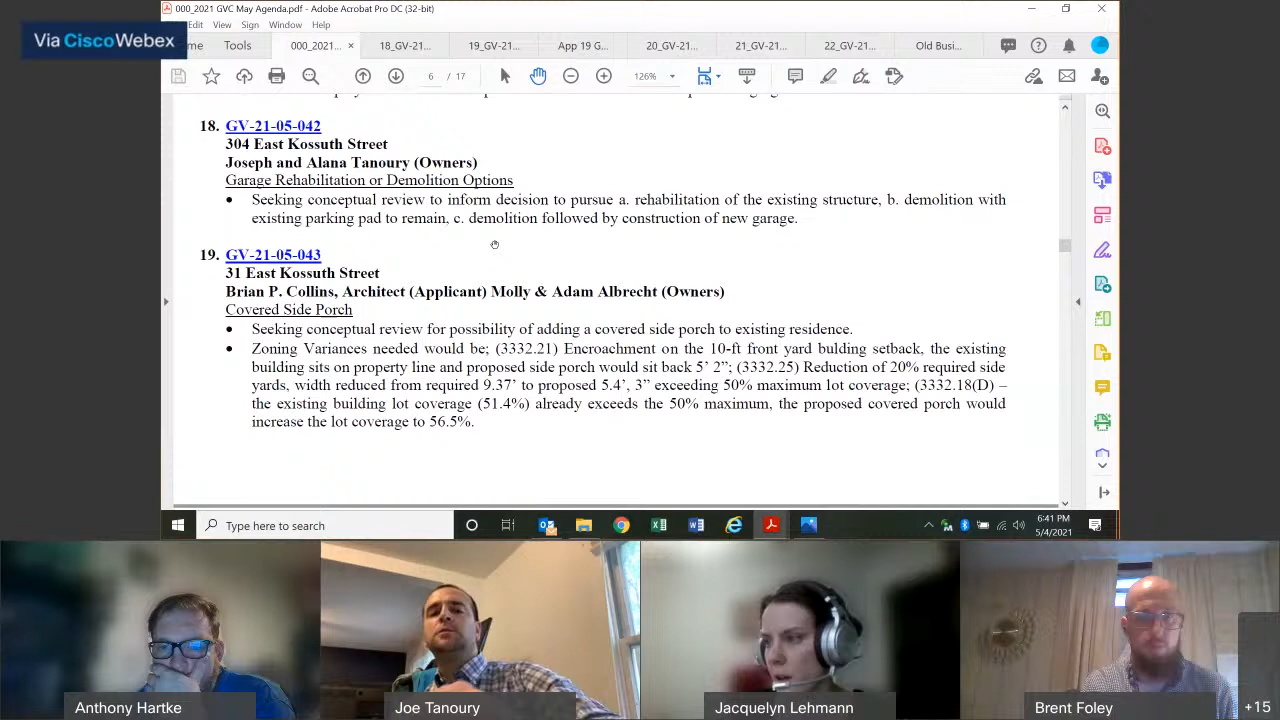 000_2021 GVC May Agenda.pdf - Adobe Acrobat Pro DC (32-bit)
Edit View Sign Window Help
Via CiscoWebex
me Tools 000_2021... × 18_GV-21... 19_GV-21... App 19 G... 20_GV-21... 21_GV-21... 22_GV-21... Old Busi...
6 / 17 126%
18. GV-21-05-042
304 East Kossuth Street
Joseph and Alana Tanoury (Owners)
Garage Rehabilitation or Demolition Options
• Seeking conceptual review to inform decision to pursue a. rehabilitation of the existing structure, b. demolition with
existing parking pad to remain, c. demolition followed by construction of new garage.
19. GV-21-05-043
31 East Kossuth Street
Brian P. Collins, Architect (Applicant) Molly & Adam Albrecht (Owners)
Covered Side Porch
• Seeking conceptual review for possibility of adding a covered side porch to existing residence.
• Zoning Variances needed would be; (3332.21) Encroachment on the 10-ft front yard bulding setback, the existing
building sits on property line and proposed side porch would sit back 5’ 2”; (3332.25) Reduction of 20% required side
yards, width reduced from required 9.37’ to proposed 5.4’, 3” exceeding 50% maximum lot coverage; (3332.18(D) –
the existing building lot coverage (51.4%) already exceeds the 50% maximum, the proposed covered porch would
increase the lot coverage to 56.5%.
Type here to search
6:41 PM
5/4/2021
Anthony Hartke
Joe Tanoury
Jacquelyn Lehmann
Brent Foley
+15